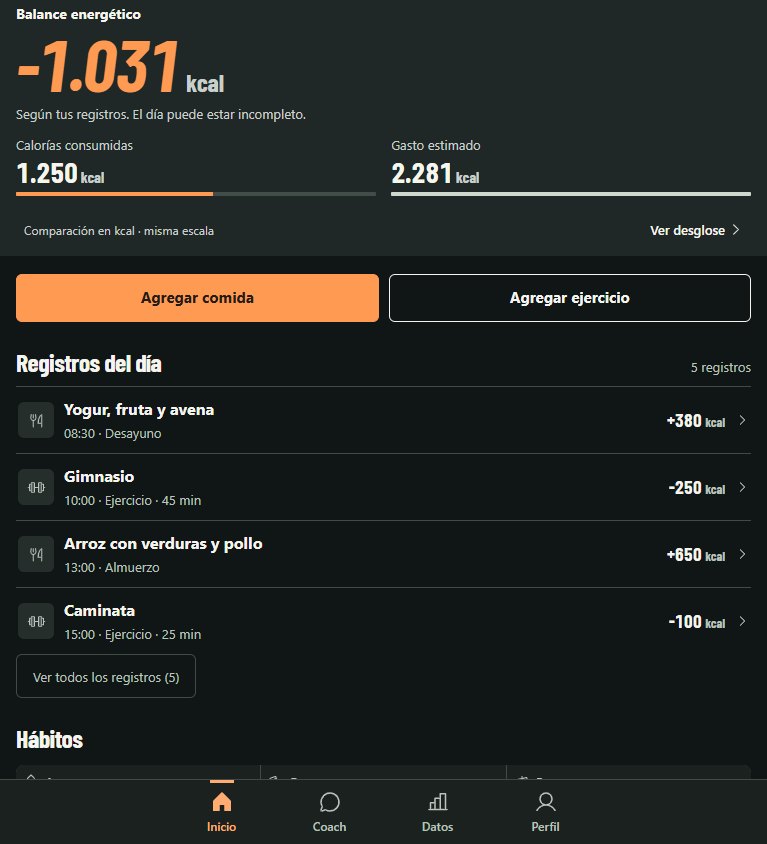 Balance energético
-1.031 kcal
Según tus registros. El día puede estar incompleto.
Calorías consumidas
1.250 kcal
Gasto estimado
2.281 kcal
Comparación en kcal · misma escala
Ver desglose
Agregar comida
Agregar ejercicio
Registros del día
5 registros
Yogur, fruta y avena
08:30 · Desayuno
+380 kcal
Gimnasio
10:00 · Ejercicio · 45 min
-250 kcal
Arroz con verduras y pollo
13:00 · Almuerzo
+650 kcal
Caminata
15:00 · Ejercicio · 25 min
-100 kcal
Ver todos los registros (5)
Hábitos
Inicio
Coach
Datos
Perfil